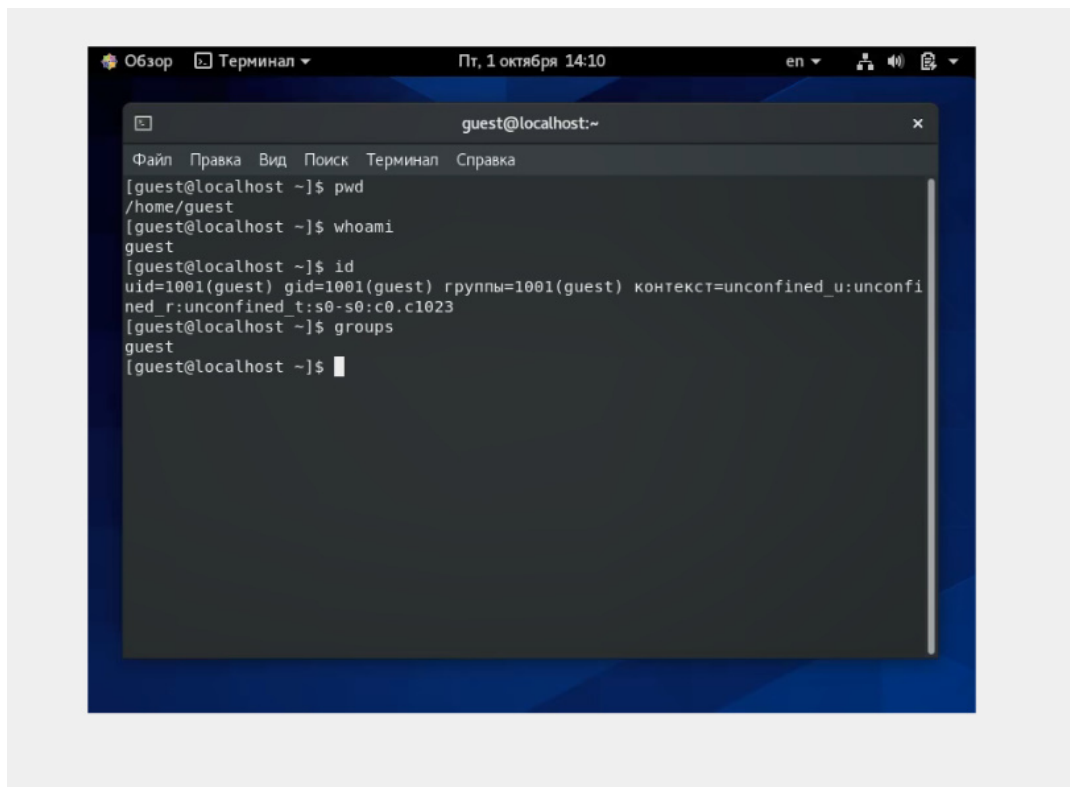 Обзор Терминал Пт, 1 октября 14:10 en
guest@localhost:~ ×
Файл Правка Вид Поиск Терминал Справка
[guest@localhost ~]$ pwd
/home/guest
[guest@localhost ~]$ whoami
guest
[guest@localhost ~]$ id
uid=1001(guest) gid=1001(guest) группы=1001(guest) контекст=unconfined_u:unconfi
ned_r:unconfined_t:s0-s0:c0.c1023
[guest@localhost ~]$ groups
guest
[guest@localhost ~]$